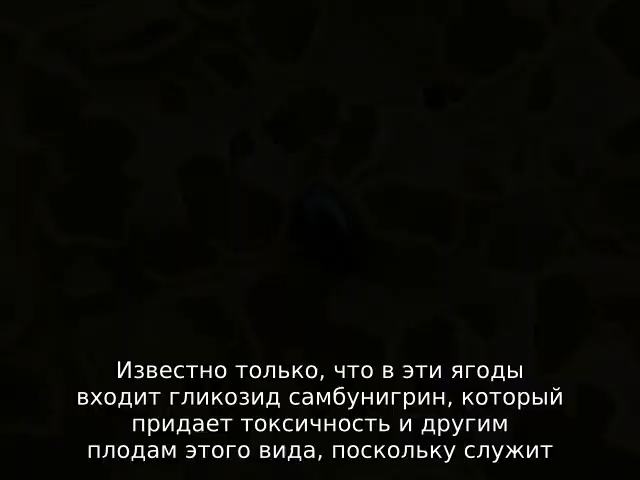 Известно только, что в эти ягоды
входит гликозид самбунигрин, который
придает токсичность и другим
плодам этого вида, поскольку служит